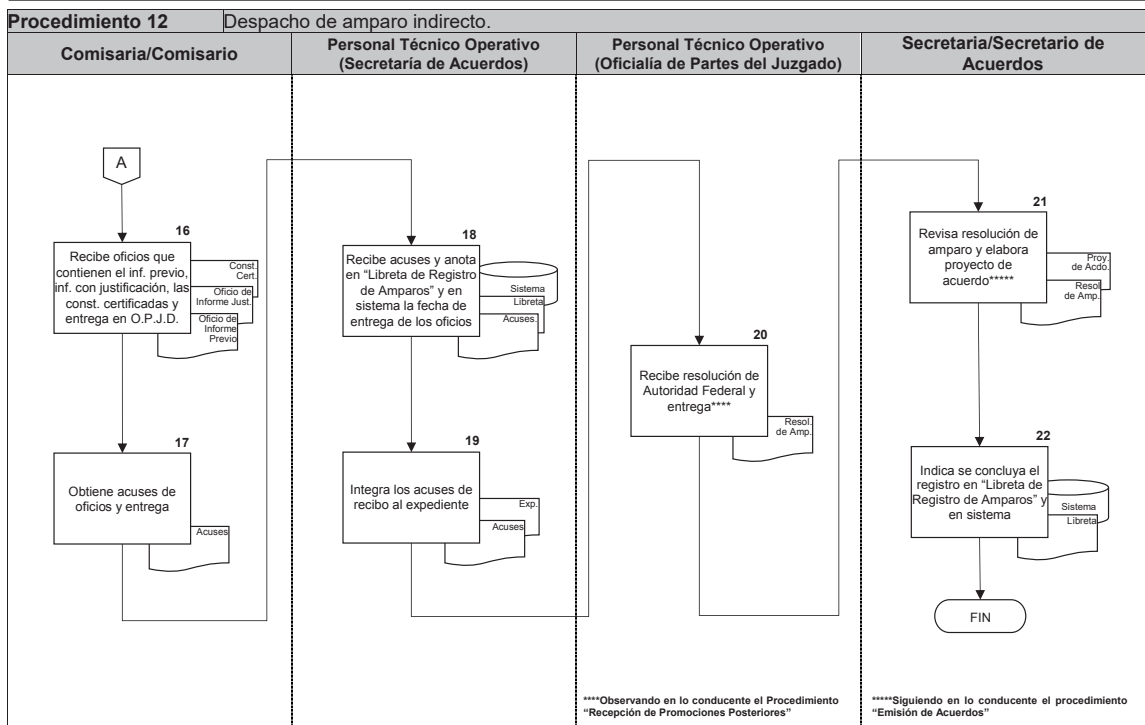 Procedimiento 12
Despacho de amparo indirecto.
Comisaria/Comisario
Personal Técnico Operativo
(Secretaría de Acuerdos)
Personal Técnico Operativo
(Oficialía de Partes del Juzgado)
Secretaria/Secretario de
Acuerdos
A
16
Recibe oficios que
contienen el inf. previo,
inf. con justificación, las
const. certificadas y
entrega en O.P.J.D.
Const.
Cert.
Oficio de
Informe Just.
Oficio de
Informe
Previo
17
Obtiene acuses de
oficios y entrega
Acuses
18
Recibe acuses y anota
en “Libreta de Registro
de Amparos” y en
sistema la fecha de
entrega de los oficios
Sistema
Libreta
Acuses.
19
Integra los acuses de
recibo al expediente
Exp.
Acuses
20
Recibe resolución de
Autoridad Federal y
entrega****
Resol.
de Amp.
21
Revisa resolución de
amparo y elabora
proyecto de
acuerdo*****
Proy.
de Acdo.
Resol
de Amp.
22
Indica se concluya el
registro en “Libreta de
Registro de Amparos” y
en sistema
Sistema
Libreta
FIN
****Observando en lo conducente el Procedimiento
“Recepción de Promociones Posteriores”
*****Siguiendo en lo conducente el procedimiento
“Emisión de Acuerdos”